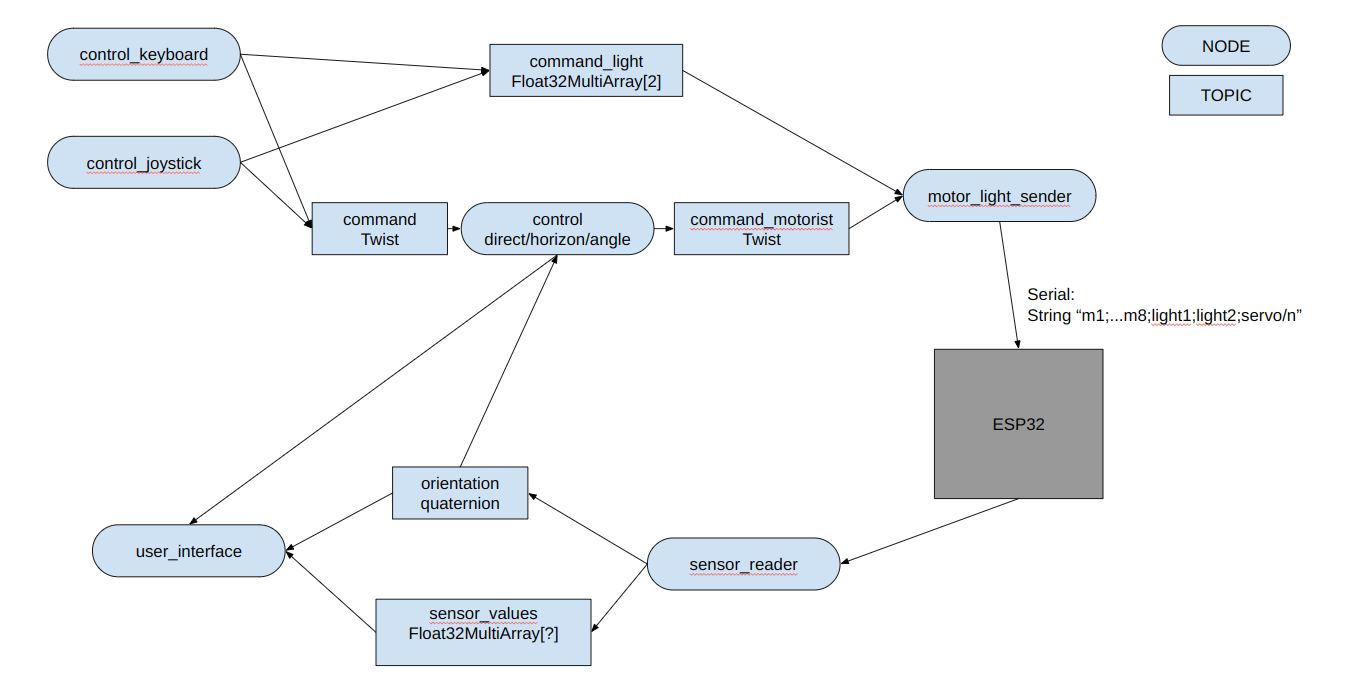 control_keyboard
command_light
Float32MultiArray[2]
NODE
TOPIC
control_joystick
command
Twist
control
direct/horizon/angle
command_motorist
Twist
motor_light_sender
Serial:
String “m1;...m8;light1;light2;servo/n”
ESP32
orientation
quaternion
user_interface
sensor_reader
sensor_values
Float32MultiArray[?]